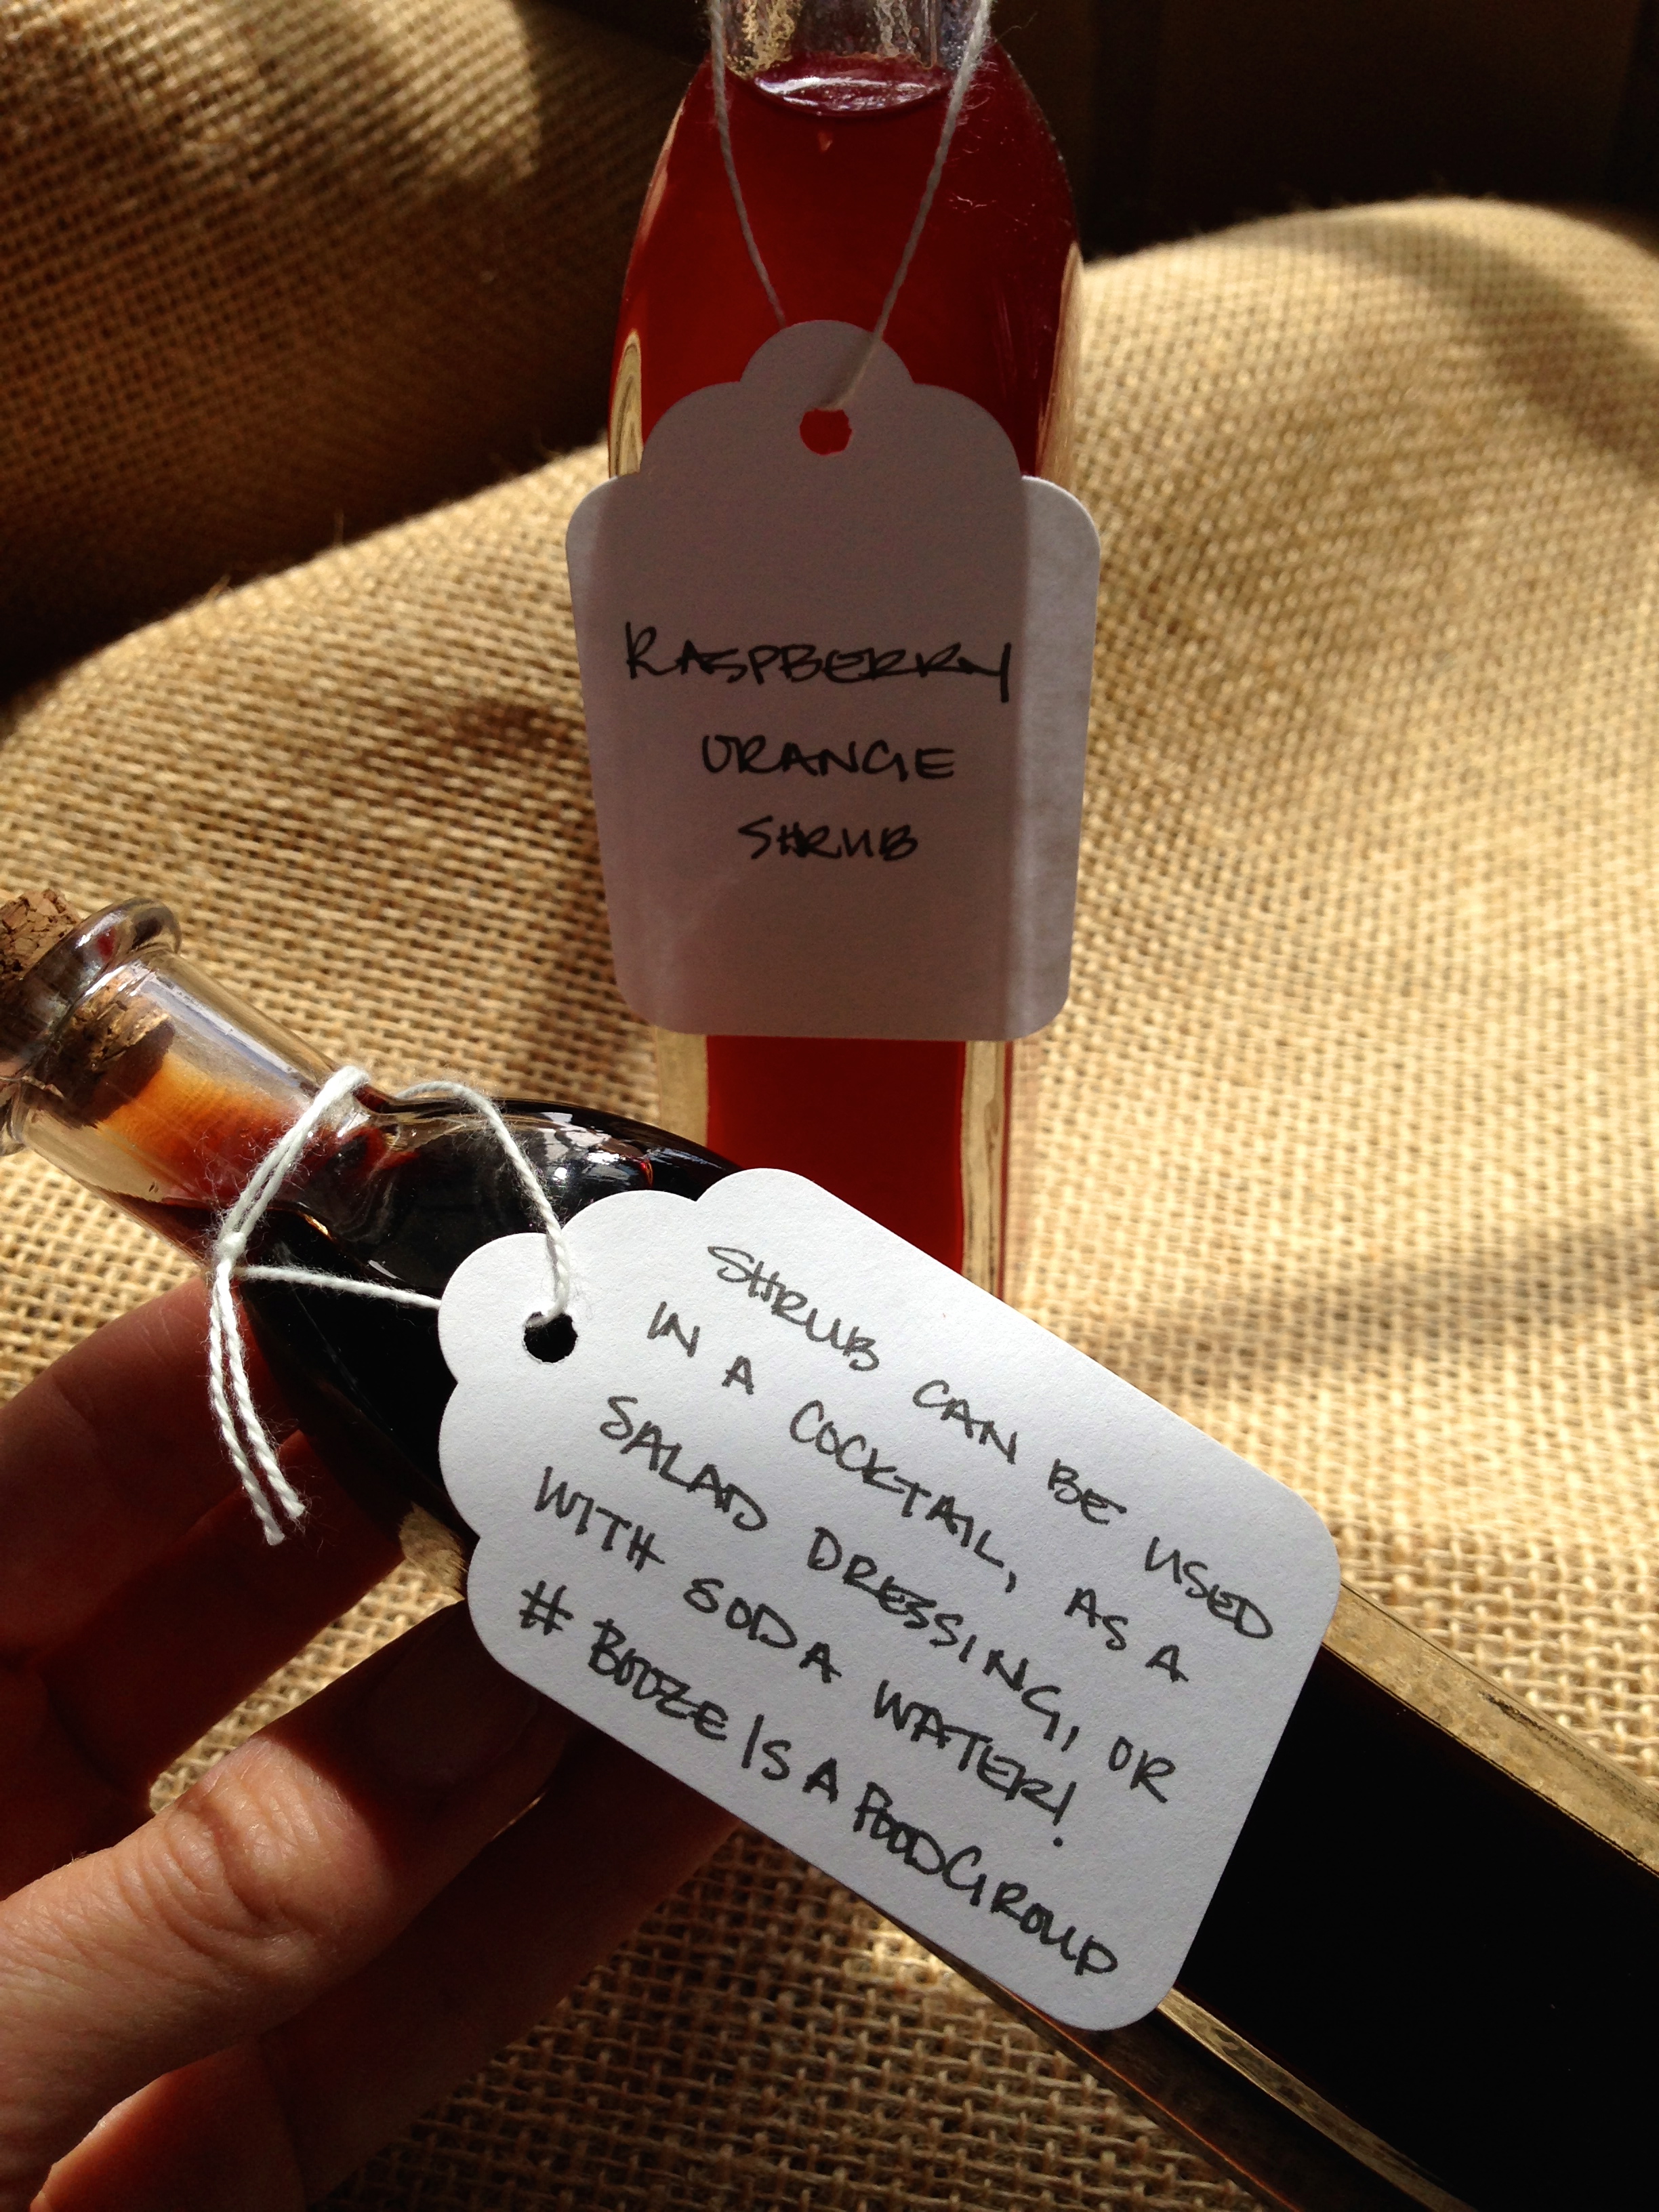 RASPBERRY
ORANGE
SHRUB
SHRUB CAN BE USED
IN A COCKTAIL, AS A
SALAD DRESSING, OR
WITH SODA WATER!
# BOOZE IS A FOODGROUP